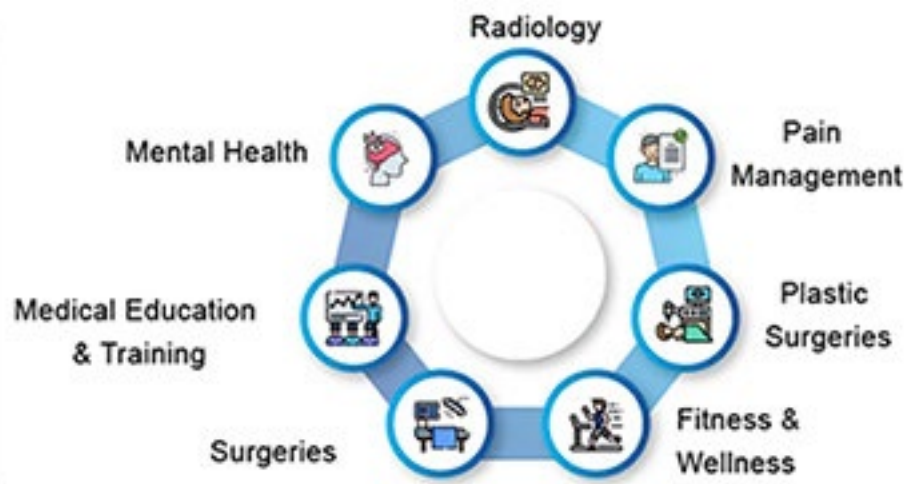 Radiology
Mental Health
Pain
Management
Medical Education
& Training
Plastic
Surgeries
Surgeries
Fitness &
Wellness